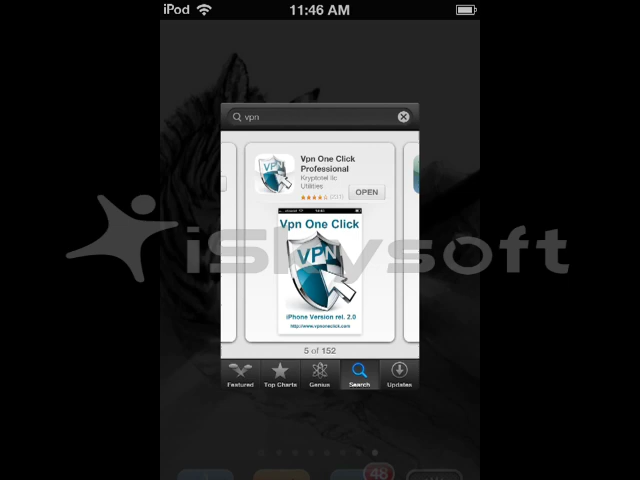 iPod 11:46 AM
vpn
Vpn One Click
Professional
Kryptotel llc
Utilities
OPEN
Vpn One Click
VPN
iPhone Version rel. 2.0
http://www.vpnoneclick.com
5 of 152
Featured Top Charts Genius Search Updates
iSkysoft
48